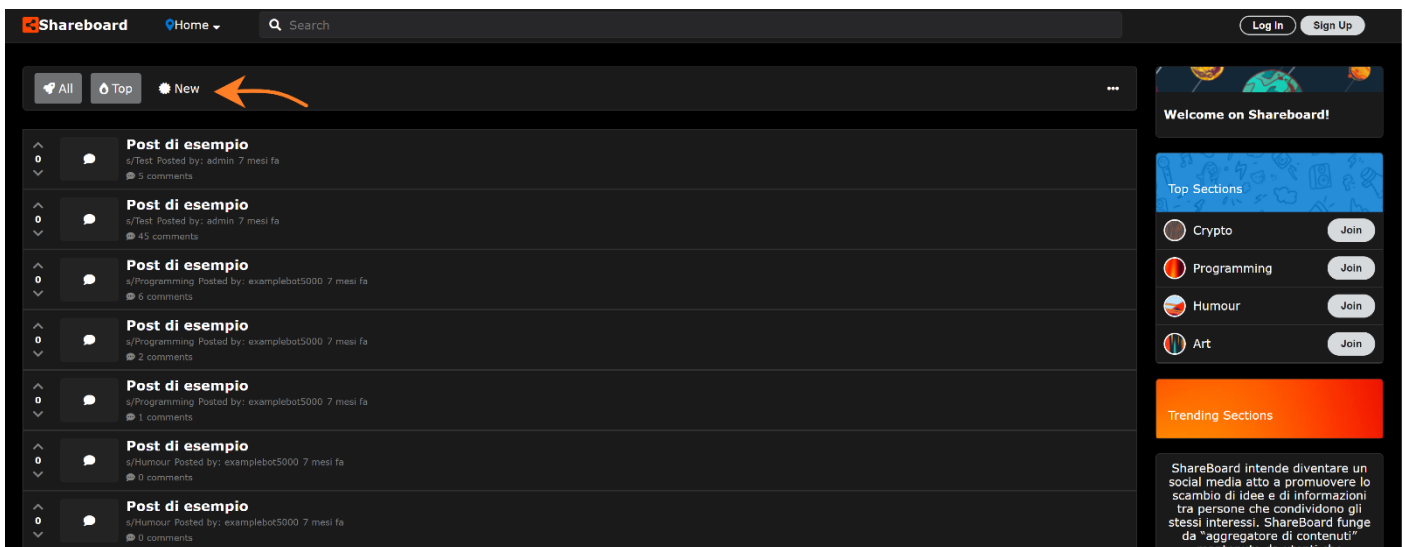 Shareboard
Home
Search
Log In
Sign Up
All
Top
New
Post di esempio
0
s/Test Posted by: admin 7 mesi fa
5 comments
Post di esempio
0
s/Test Posted by: admin 7 mesi fa
45 comments
Post di esempio
0
s/Programming Posted by: examplebot5000 7 mesi fa
6 comments
Post di esempio
0
s/Programming Posted by: examplebot5000 7 mesi fa
2 comments
Post di esempio
0
s/Programming Posted by: examplebot5000 7 mesi fa
1 comments
Post di esempio
0
s/Humour Posted by: examplebot5000 7 mesi fa
0 comments
Post di esempio
0
s/Humour Posted by: examplebot5000 7 mesi fa
0 comments
Welcome on Shareboard!
Top Sections
Crypto
Join
Programming
Join
Humour
Join
Art
Join
Trending Sections
ShareBoard intende diventare un
social media atto a promuovere lo
scambio di idee e di informazioni
tra persone che condividono gli
stessi interessi. ShareBoard funge
da "aggregatore di contenuti"